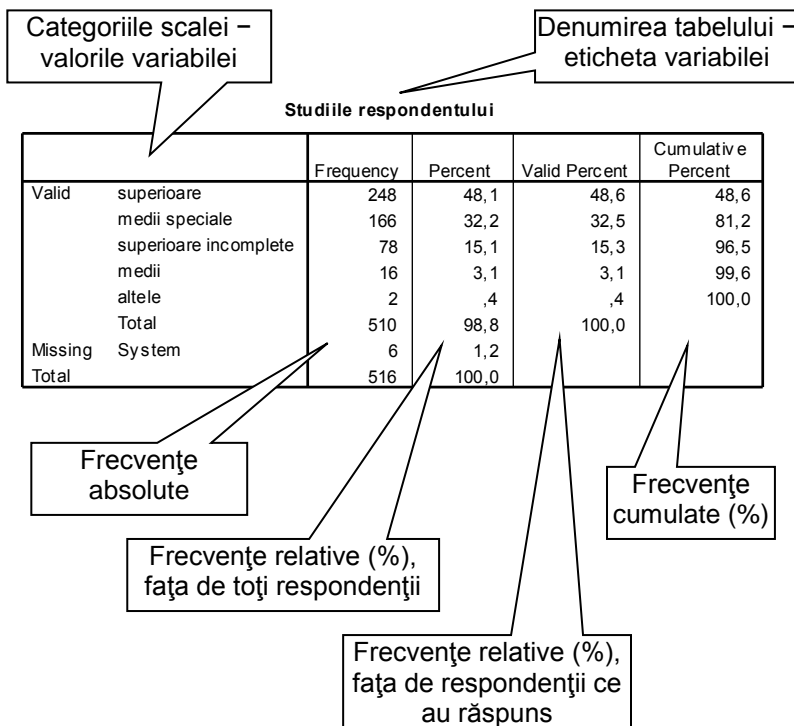 Categoriile scalei –
valorile variabilei
Denumirea tabelului –
eticheta variabilei
Studiile respondentului
Frequency Percent Valid Percent Cumulative Percent
Valid superioare 248 48,1 48,6 48,6
medii speciale 166 32,2 32,5 81,2
superioare incomplete 78 15,1 15,3 96,5
medii 16 3,1 3,1 99,6
altele 2 ,4 ,4 100,0
Total 510 98,8 100,0
Missing System 6 1,2
Total 516 100,0
Frecvenţe
absolute
Frecvenţe relative (%),
faţa de toţi respondenţii
Frecvenţe relative (%),
faţa de respondenţii ce
au răspuns
Frecvenţe
cumulate (%)